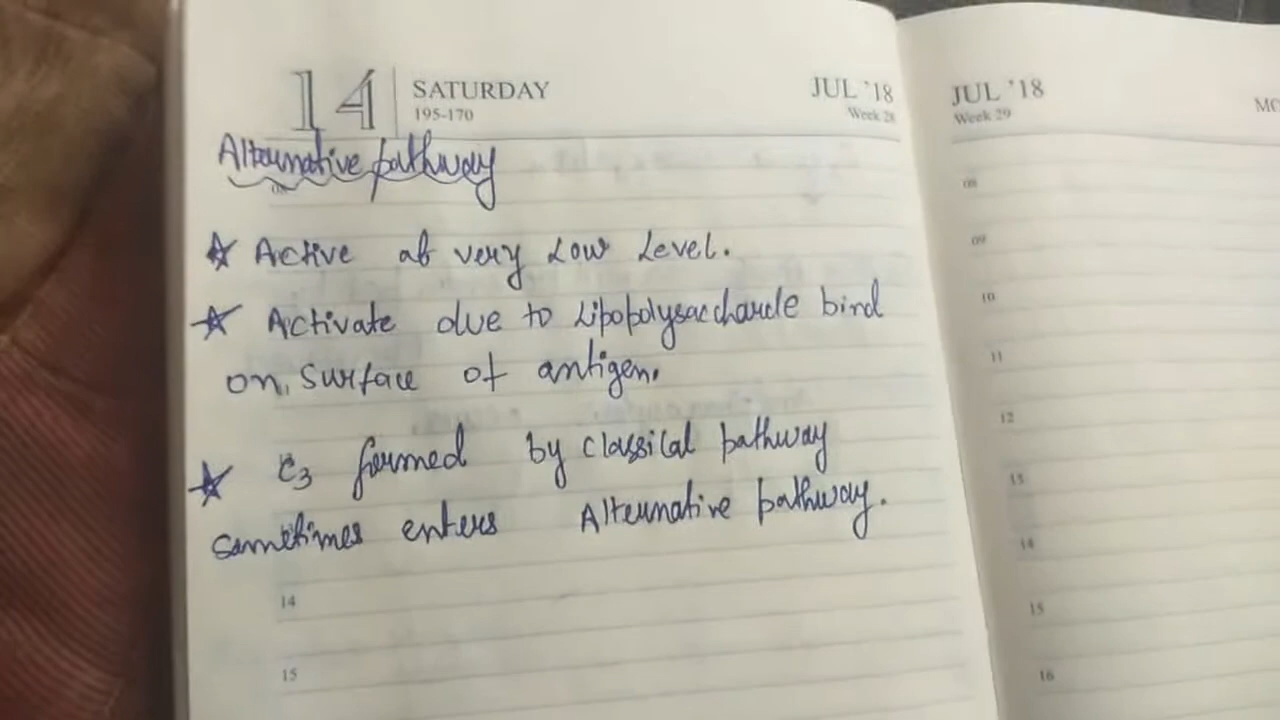 14 SATURDAY JUL '18
195-170 Week 28
Alternative pathway
08
☆ Active at very Low Level.
☆ Activate due to Lipopolysaccharide bind
on surface of antigen.
☆ C3 formed by classical pathway
sometimes enters Alternative pathway.
14
15
JUL '18
Week 29
08
09
10
11
12
13
14
15
16